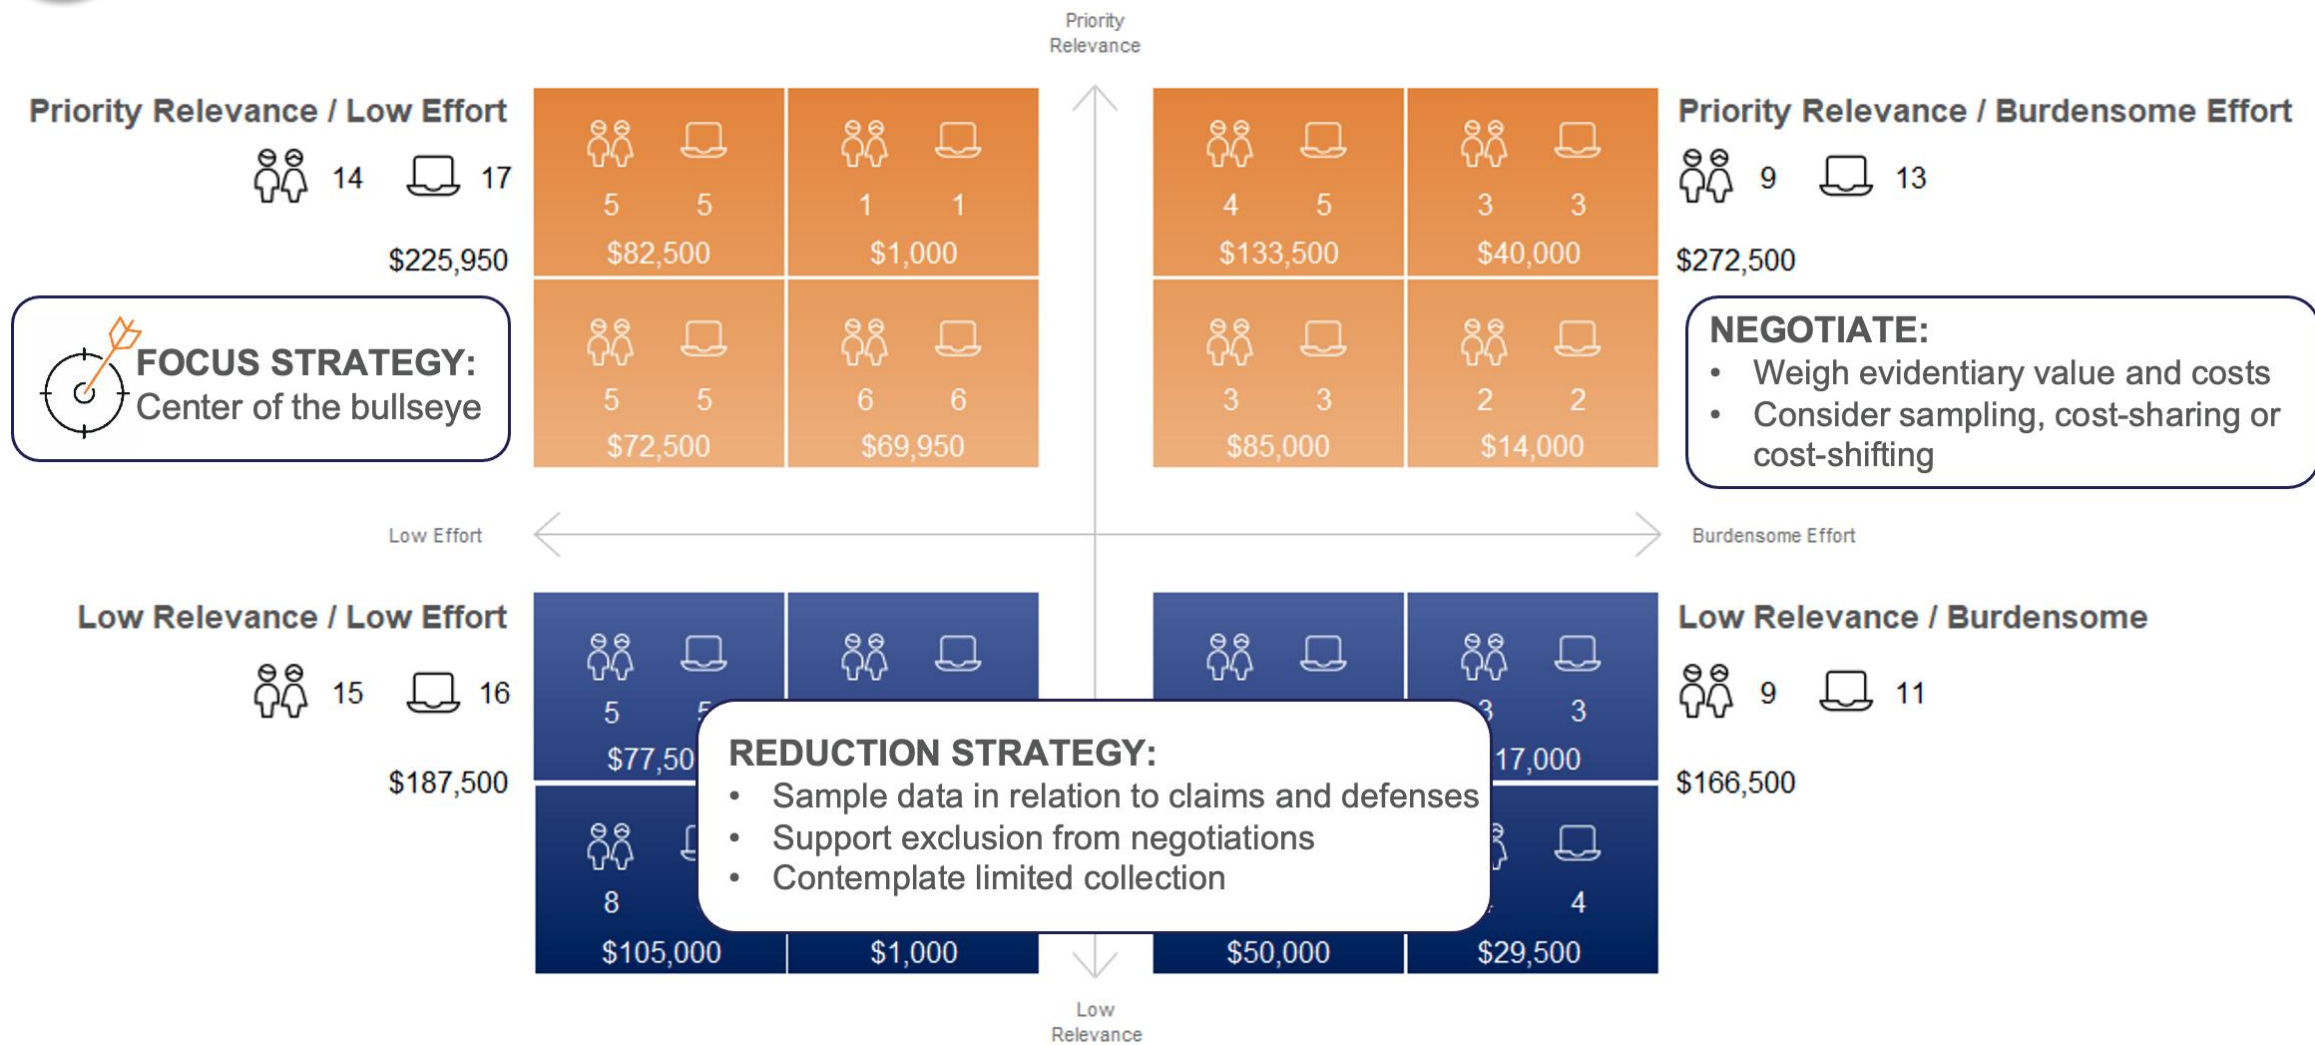 Priority
Relevance
Priority Relevance / Low Effort
14 17
$225,950
FOCUS STRATEGY:
Center of the bullseye
5 5
$82,500
1 1
$1,000
5 5
$72,500
6 6
$69,950
4 5
$133,500
3 3
$40,000
3 3
$85,000
2 2
$14,000
Priority Relevance / Burdensome Effort
9 13
$272,500
NEGOTIATE:
• Weigh evidentiary value and costs
• Consider sampling, cost-sharing or
cost-shifting
Low Effort
Burdensome Effort
Low Relevance / Low Effort
15 16
$187,500
5
$77,50
3
17,000
8
$105,000
$1,000
$50,000
4
$29,500
REDUCTION STRATEGY:
• Sample data in relation to claims and defenses
• Support exclusion from negotiations
• Contemplate limited collection
Low Relevance / Burdensome
9 11
$166,500
Low
Relevance